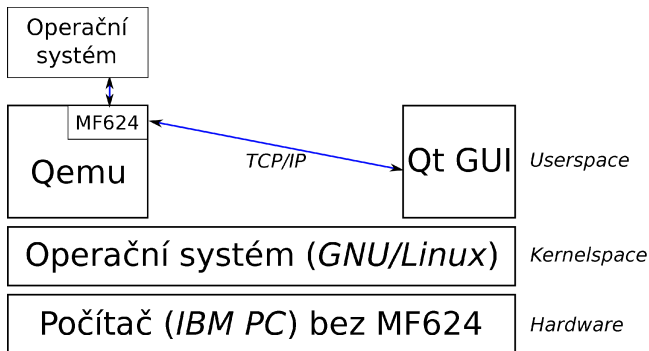 Operační
systém
MF624
Qemu
TCP/IP
Qt GUI
Userspace
Operační systém (GNU/Linux)
Kernelspace
Počítač (IBM PC) bez MF624
Hardware